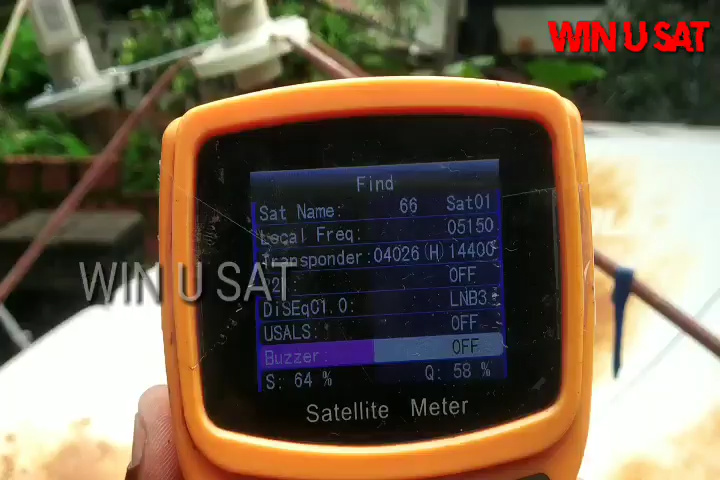 WIN U SAT
Find
Sat Name: 66 Sat01
Local Freq: 05150
Transponder:04026(H)14400
OFF
DiSEqC1.0: LNB3
USALS: OFF
Buzzer: OFF
S: 64 % Q: 58 %
WIN U SAT
Satellite Meter